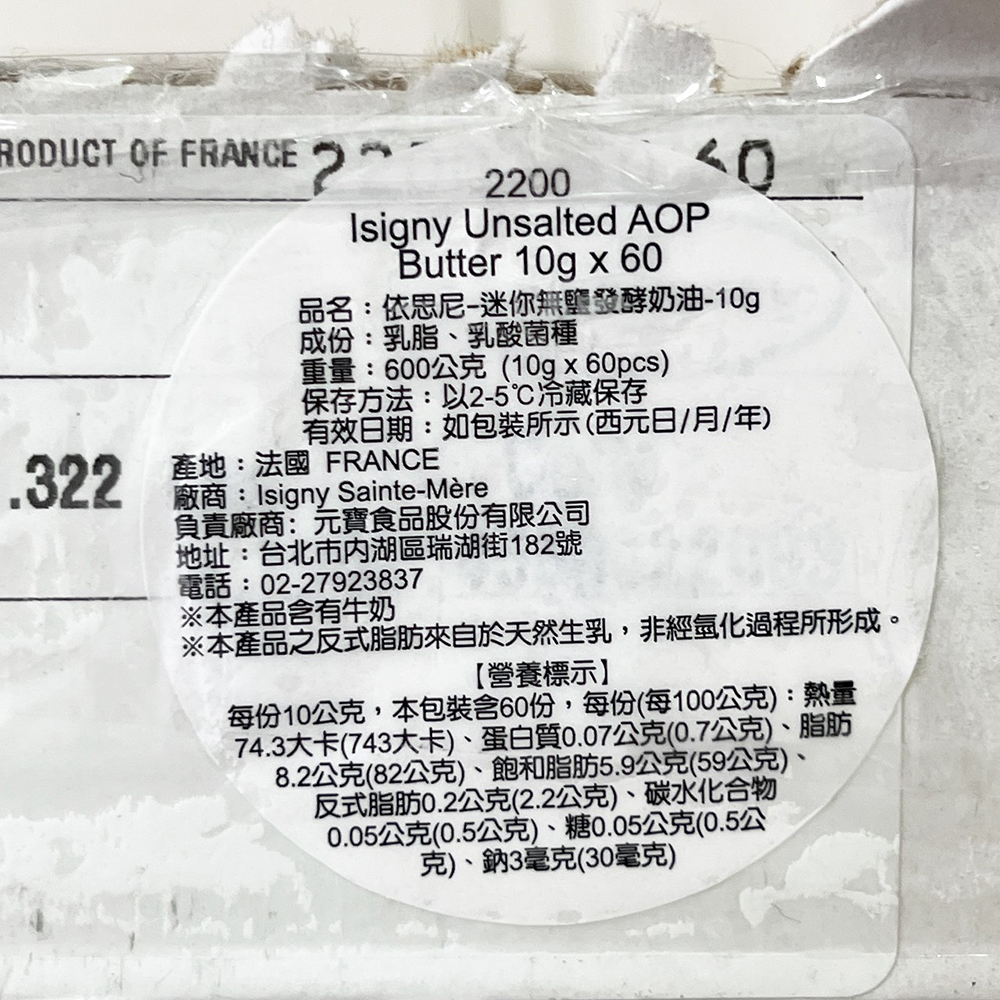 PRODUCT OF FRANCE
2200
Isigny Unsalted AOP
Butter 10g x 60
品名：依思尼-迷你無鹽發酵奶油-10g
成份：乳脂、乳酸菌種
重量：600公克 (10g x 60pcs)
保存方法：以2-5℃冷藏保存
有效日期：如包裝所示(西元日/月/年)
.322
產地：法國 FRANCE
廠商：Isigny Sainte-Mère
負責廠商: 元寶食品股份有限公司
地址：台北市內湖區瑞湖街182號
電話：02-27923837
※本產品含有牛奶
※本產品之反式脂肪來自於天然生乳，非經氫化過程所形成。
【營養標示】
每份10公克，本包裝含60份，每份(每100公克)：熱量
74.3大卡(743大卡)、蛋白質0.07公克(0.7公克)、脂肪
8.2公克(82公克)、飽和脂肪5.9公克(59公克)、
反式脂肪0.2公克(2.2公克)、碳水化合物
0.05公克(0.5公克)、糖0.05公克(0.5公
克)、鈉3毫克(30毫克)